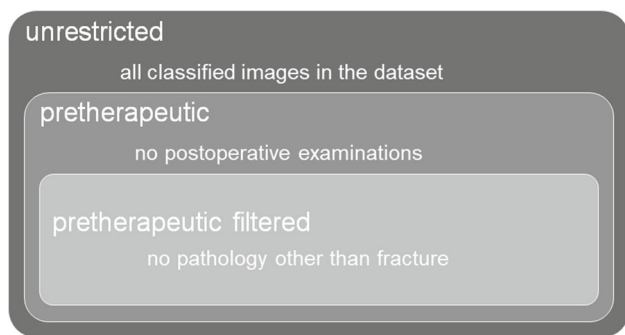 unrestricted
all classified images in the dataset
pretherapeutic
no postoperative examinations
pretherapeutic filtered
no pathology other than fracture